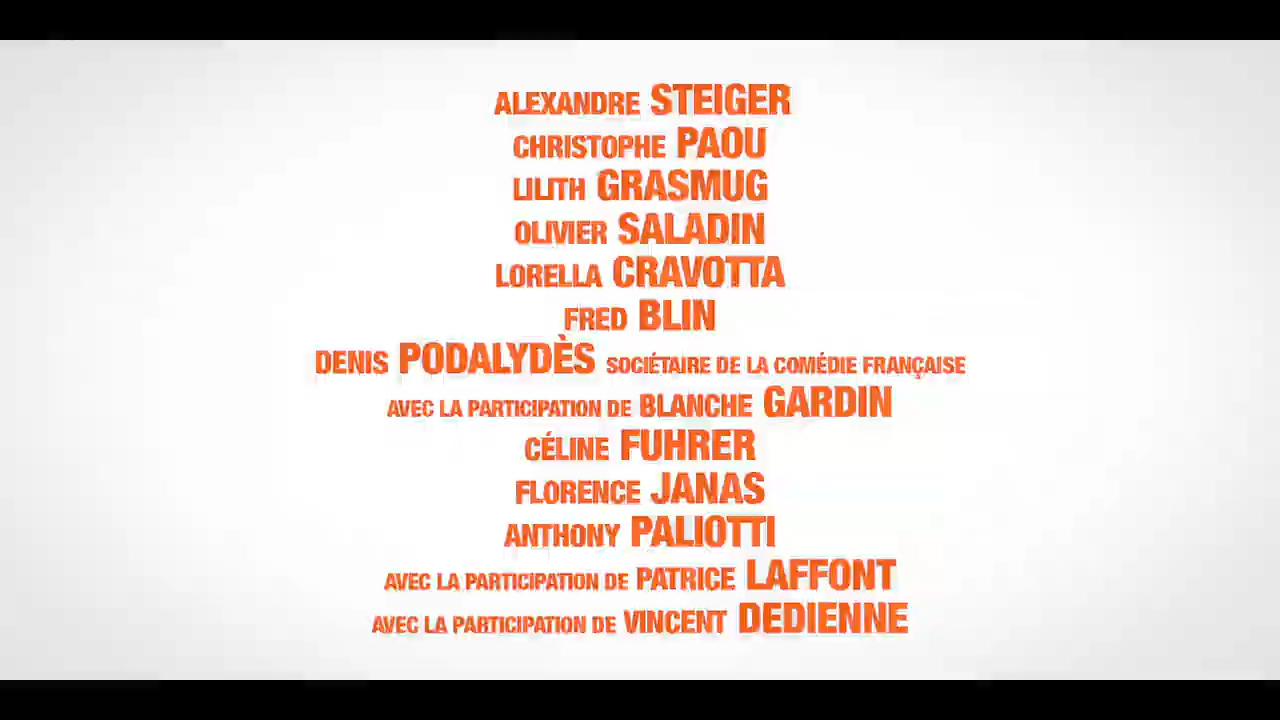 ALEXANDRE STEIGER
CHRISTOPHE PAOU
LILITH GRASMUG
OLIVIER SALADIN
LORELLA CRAVOTTA
FRED BLIN
DENIS PODALYDÈS SOCIÉTAIRE DE LA COMÉDIE FRANÇAISE
AVEC LA PARTICIPATION DE BLANCHE GARDIN
CÉLINE FUHRER
FLORENCE JANAS
ANTHONY PALIOTTI
AVEC LA PARTICIPATION DE PATRICE LAFFONT
AVEC LA PARTICIPATION DE VINCENT DEDIENNE